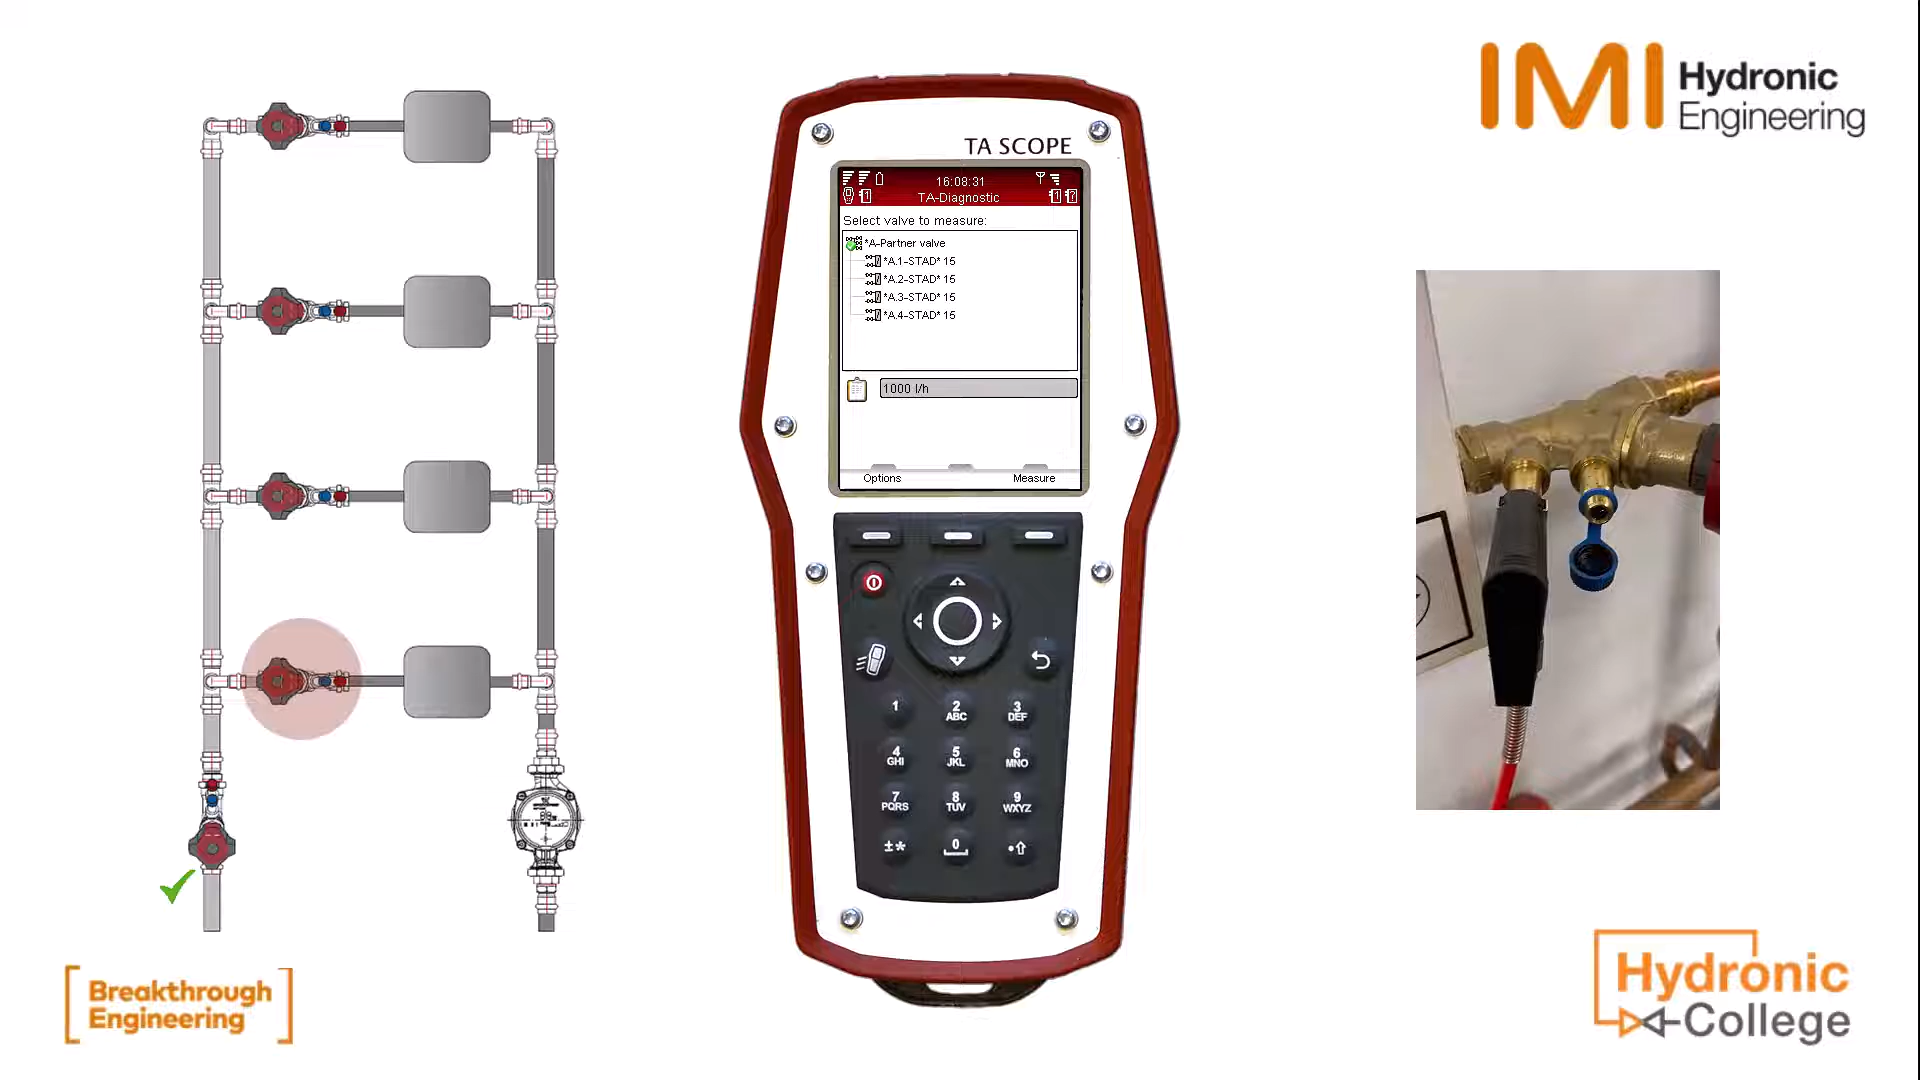 IMI Hydronic
Engineering
TA SCOPE
16:08:31
TA-Diagnostic
Select valve to measure:
*A-Partner valve
*A.1-STAD* 15
*A.2-STAD* 15
*A.3-STAD* 15
*A.4-STAD* 15
1000 l/h
Options Measure
1 2 3
ABC DEF
4 5 6
GHI JKL MNO
7 8 9
PQRS TUV WXYZ
±* 0
Breakthrough
Engineering
Hydronic
College